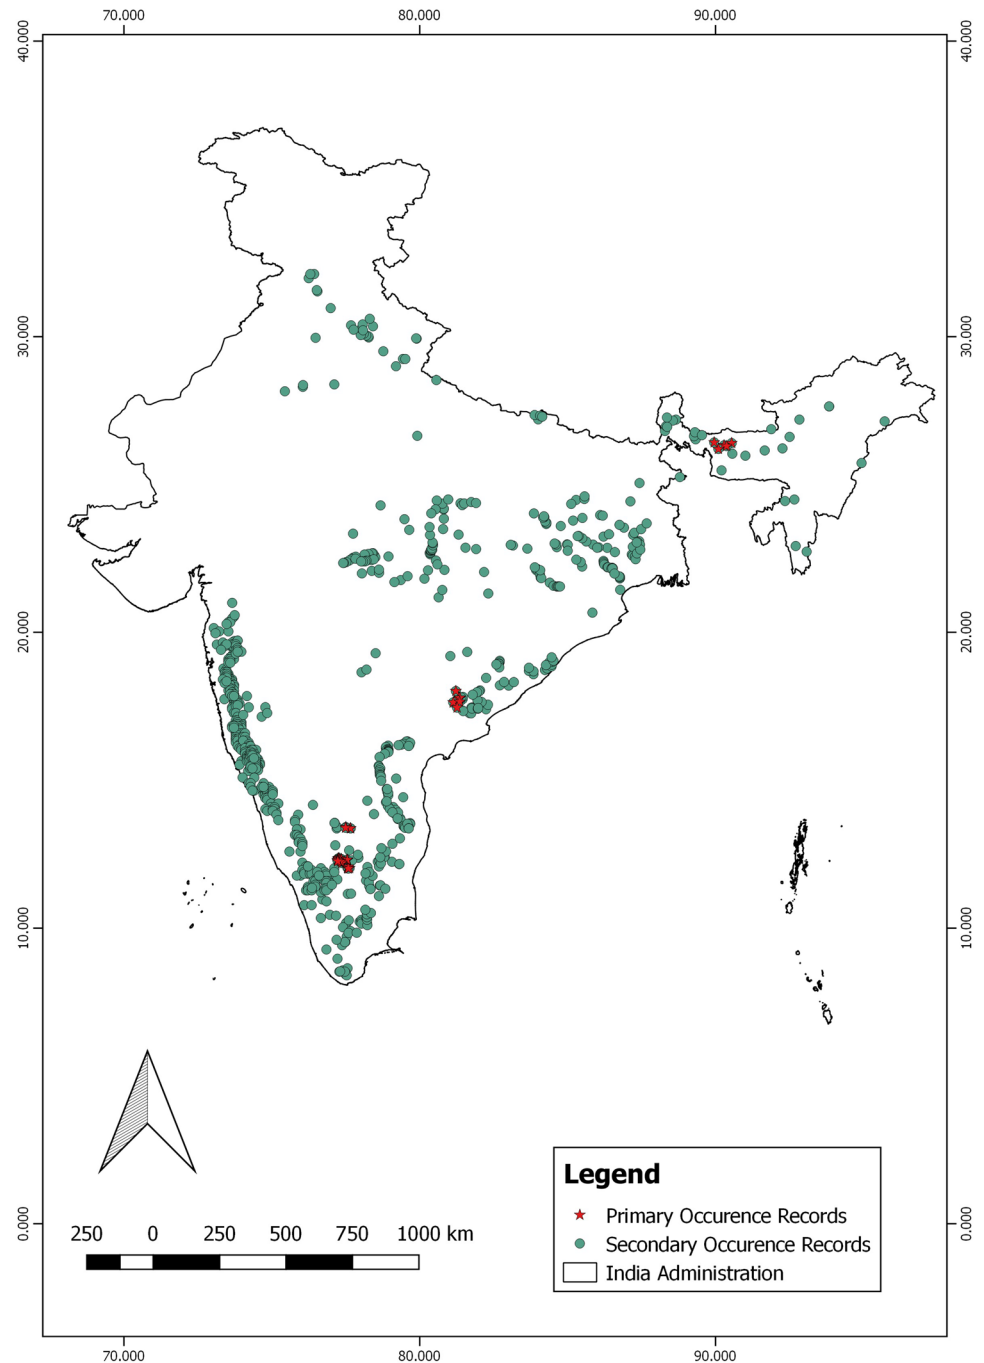 70.000 80.000 90.000
40.000 40.000
30.000 30.000
20.000 20.000
10.000 10.000
0.000 0.000
250 0 250 500 750 1000 km
Legend
Primary Occurence Records
Secondary Occurence Records
India Administration
70.000 80.000 90.000